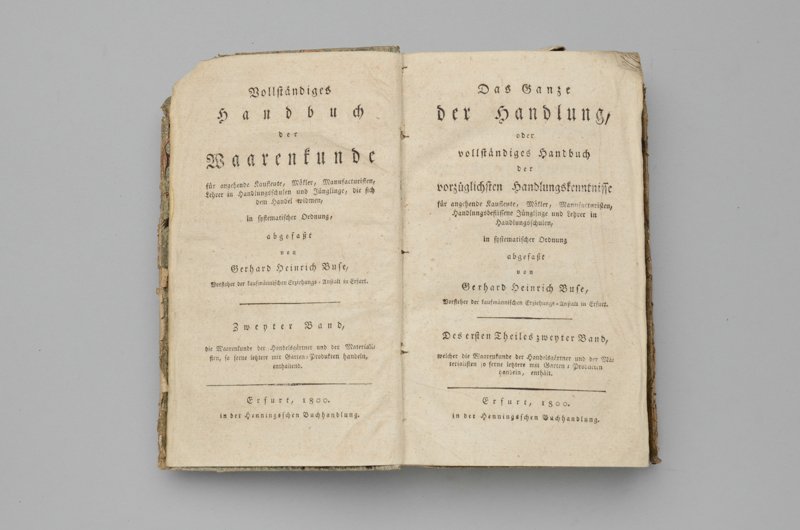 Vollständiges
Handbuch
der
Waarenkunde
für angehende Kaufleute, Mäkler, Manufacturisten,
Lehrer in Handlungsschulen und Jünglinge, die sich
dem Handel widmen,
in systematischer Ordnung,
abgefaßt
von
Gerhard Heinrich Buse,
Vorsteher der kaufmännischen Erziehungs-Anstalt in Erfurt.
Zweyter Band,
die Waarenkunde der Handelsgärtner und der Materiali-
sten, so ferne letztere mit Garten-Produkten handeln,
enthaltend.
Erfurt, 1800.
in der Henningsschen Buchhandlung.
Das Ganze
der Handlung,
oder
vollständiges Handbuch
der
vorzüglichsten Handlungskenntnisse
für angehende Kaufleute, Mäkler, Manufacturisten,
Handlungsbeflissene Jünglinge und Lehrer in
Handlungsschulen,
in systematischer Ordnung
abgefaßt
von
Gerhard Heinrich Buse,
Vorsteher der kaufmännischen Erziehungs-Anstalt in Erfurt.
Des ersten Theiles zweyter Band,
welcher die Waarenkunde der Handelsgärtner und der Ma-
terialisten so ferne letztere mit Garten-Produkten
handeln, enthält.
Erfurt, 1800.
in der Henningsschen Buchhandlung.